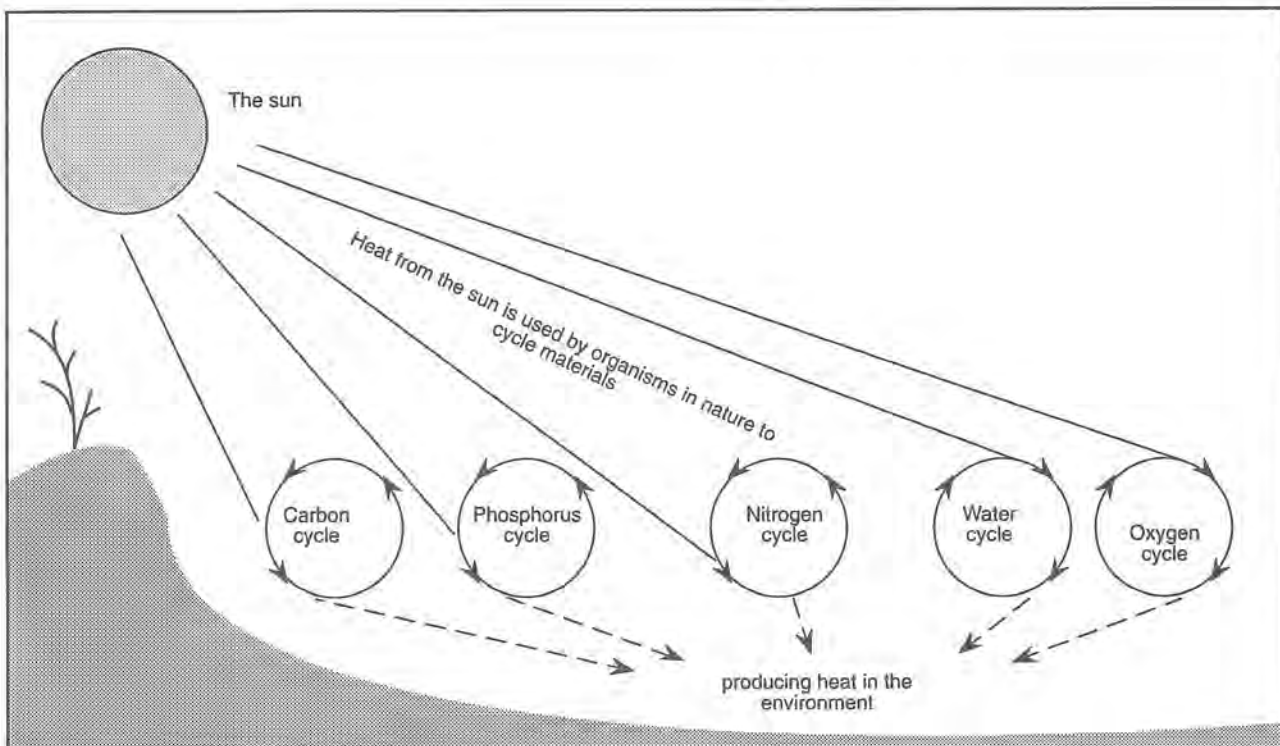 The sun
Heat from the sun is used by organisms in nature to
cycle materials
Carbon
cycle
Phosphorus
cycle
Nitrogen
cycle
Water
cycle
Oxygen
cycle
producing heat in the
environment